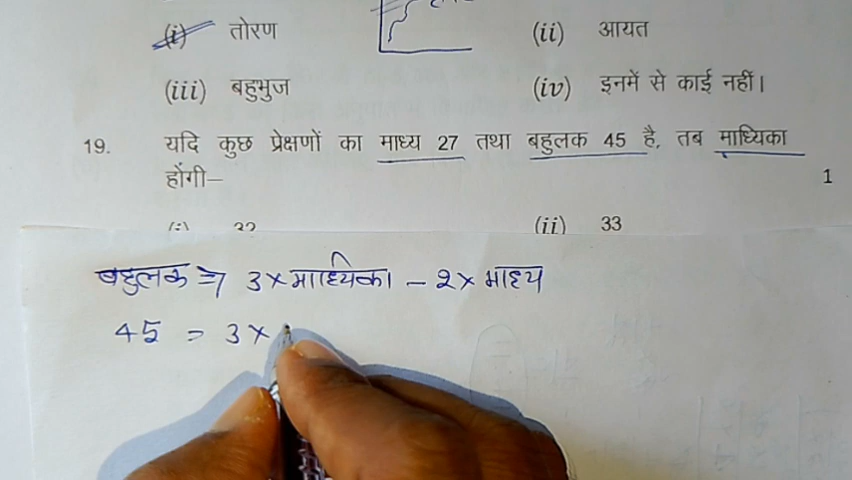 (i) तोरण (ii) आयत
(iii) बहुभुज (iv) इनमें से काई नहीं।
19. यदि कुछ प्रेक्षणों का माध्य 27 तथा बहुलक 45 है, तब माध्यिका
होंगी— 1
(i) 32 (ii) 33
बहुलक ⇒ 3 × माध्यिका - 2 × माध्य
45 = 3 ×